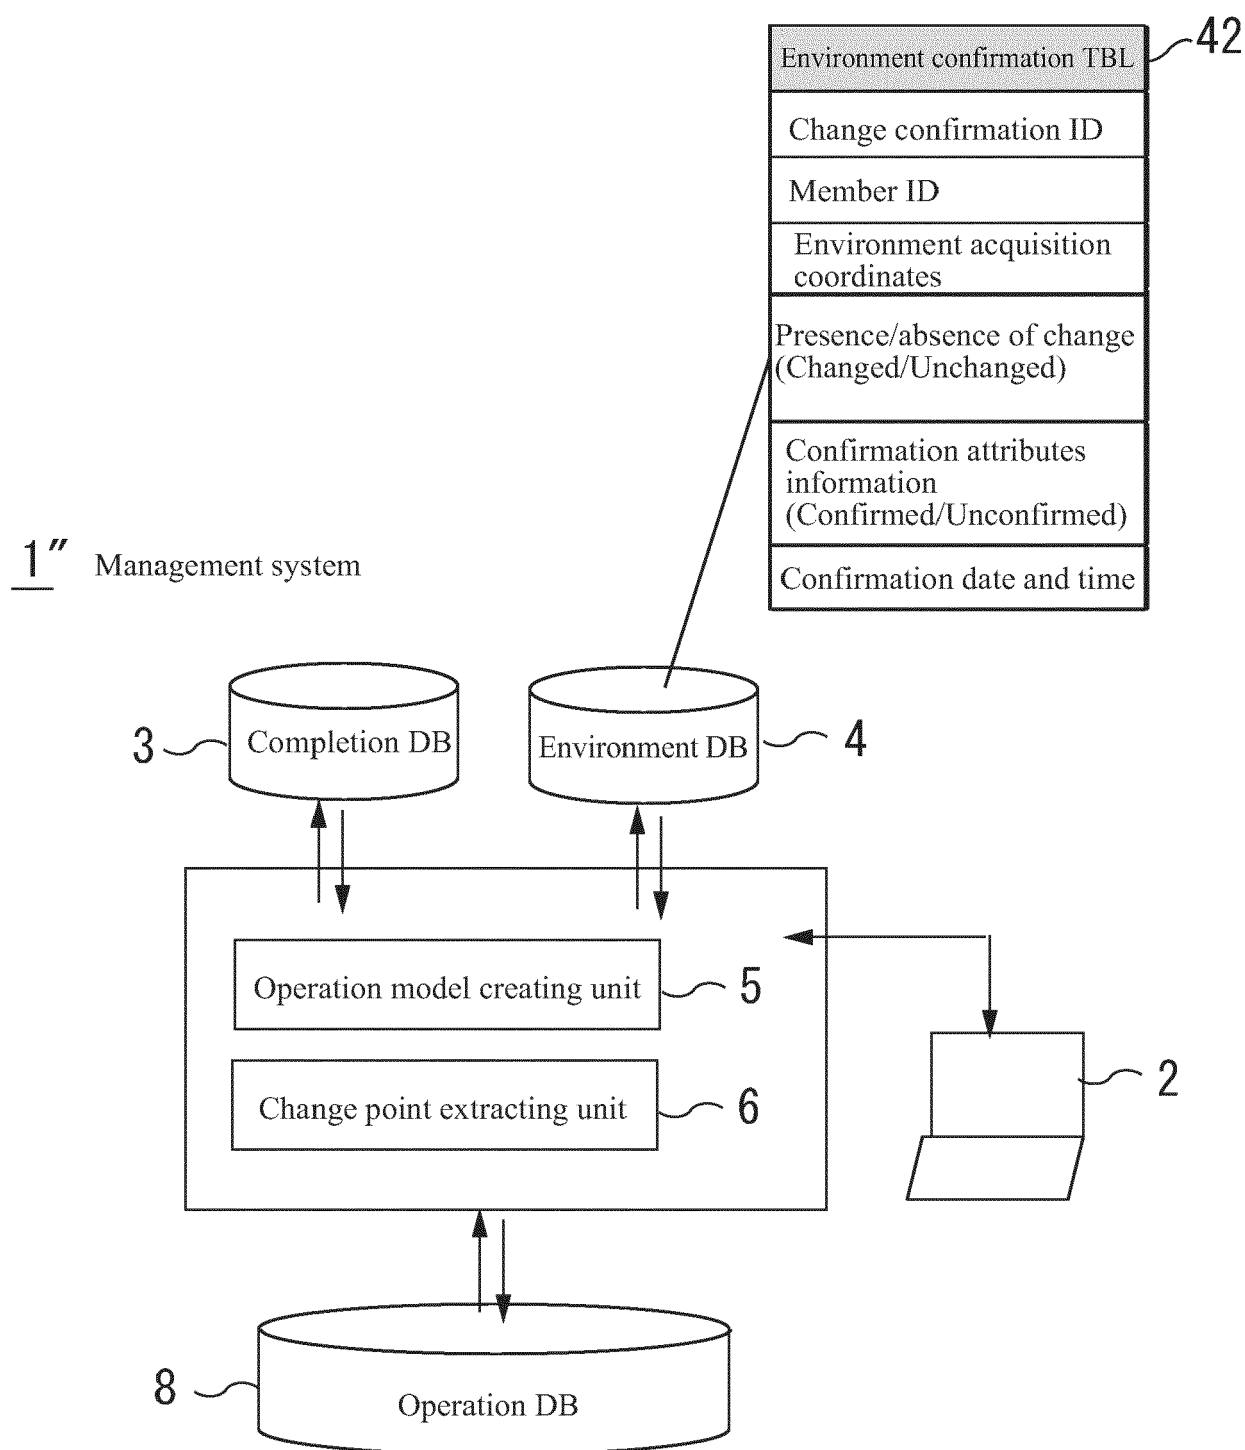 42
Environment confirmation TBL
Change confirmation ID
Member ID
Environment acquisition
coordinates
Presence/absence of change
(Changed/Unchanged)
Confirmation attributes
information
(Confirmed/Unconfirmed)
Confirmation date and time
1″ Management system
3
Completion DB
Environment DB
4
Operation model creating unit
5
Change point extracting unit
6
2
8
Operation DB